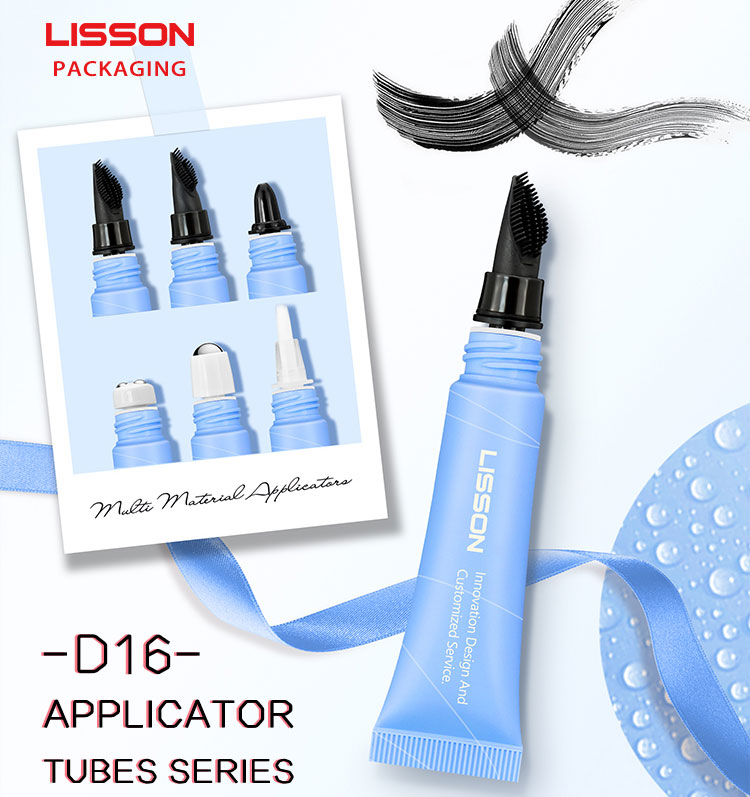 LISSON
PACKAGING
Multi Material Applicators
LISSON
Innovation Design And
Customized Service.
-D16-
APPLICATOR
TUBES SERIES